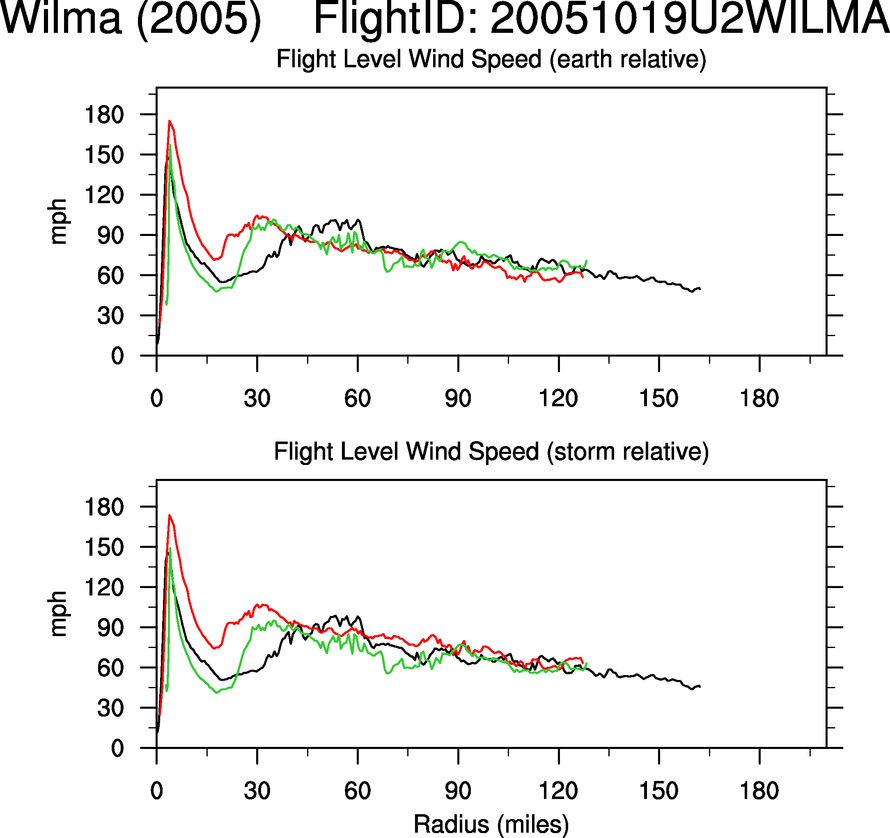 Wilma (2005) FlightID: 20051019U2WILMA
Flight Level Wind Speed (earth relative)
180
150
120
90
60
30
0
mph
0 30 60 90 120 150 180
Flight Level Wind Speed (storm relative)
180
150
120
90
60
30
0
mph
0 30 60 90 120 150 180
Radius (miles)